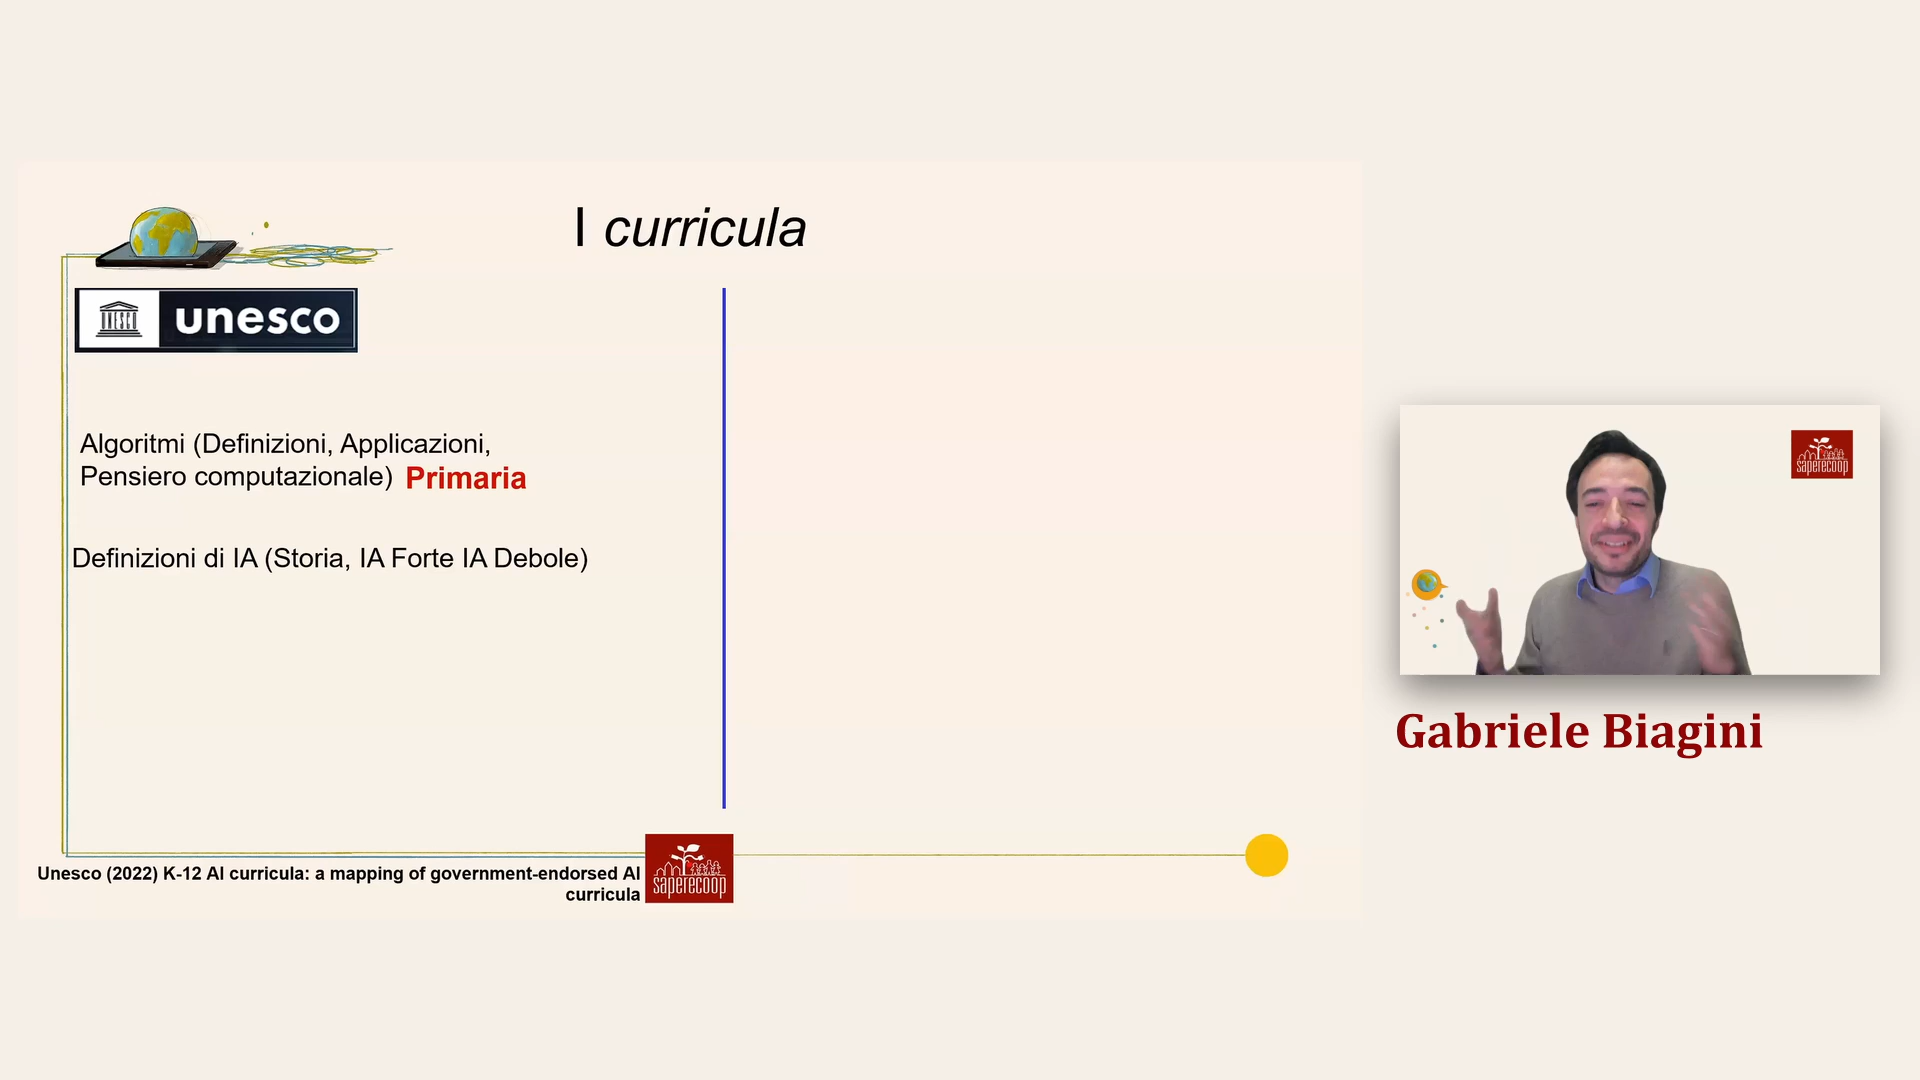 I curricula
UNESCO
unesco
Algoritmi (Definizioni, Applicazioni,
Pensiero computazionale) Primaria
Definizioni di IA (Storia, IA Forte IA Debole)
Unesco (2022) K-12 AI curricula: a mapping of government-endorsed AI
curricula
saperecoop
saperecoop
Gabriele Biagini